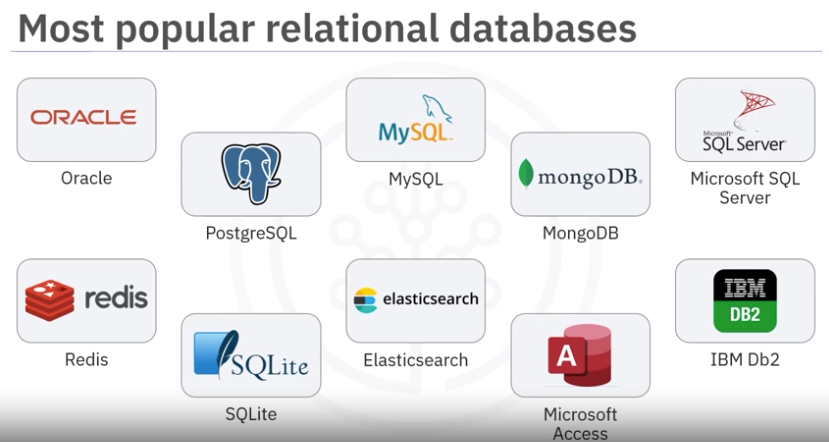 Most popular relational databases
ORACLE
Oracle
PostgreSQL
MySQL
MySQL
mongoDB
MongoDB
Microsoft
SQL Server
Microsoft SQL
Server
redis
Redis
SQLite
SQLite
elasticsearch
Elasticsearch
A
Microsoft
Access
IBM
DB2
IBM Db2